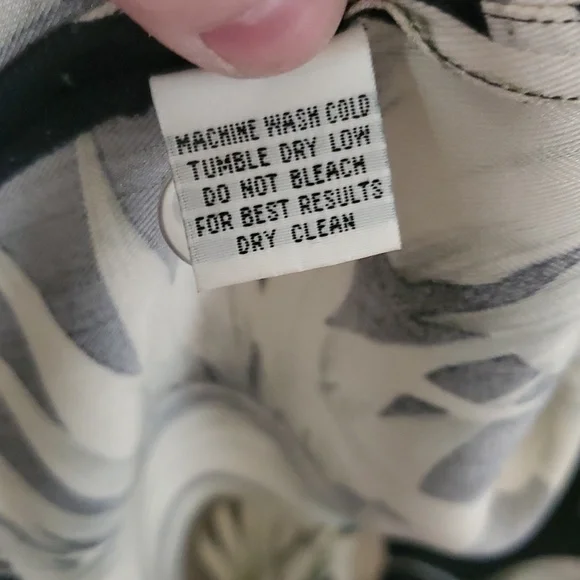 MACHINE WASH COLD
TUMBLE DRY LOW
DO NOT BLEACH
FOR BEST RESULTS
DRY CLEAN